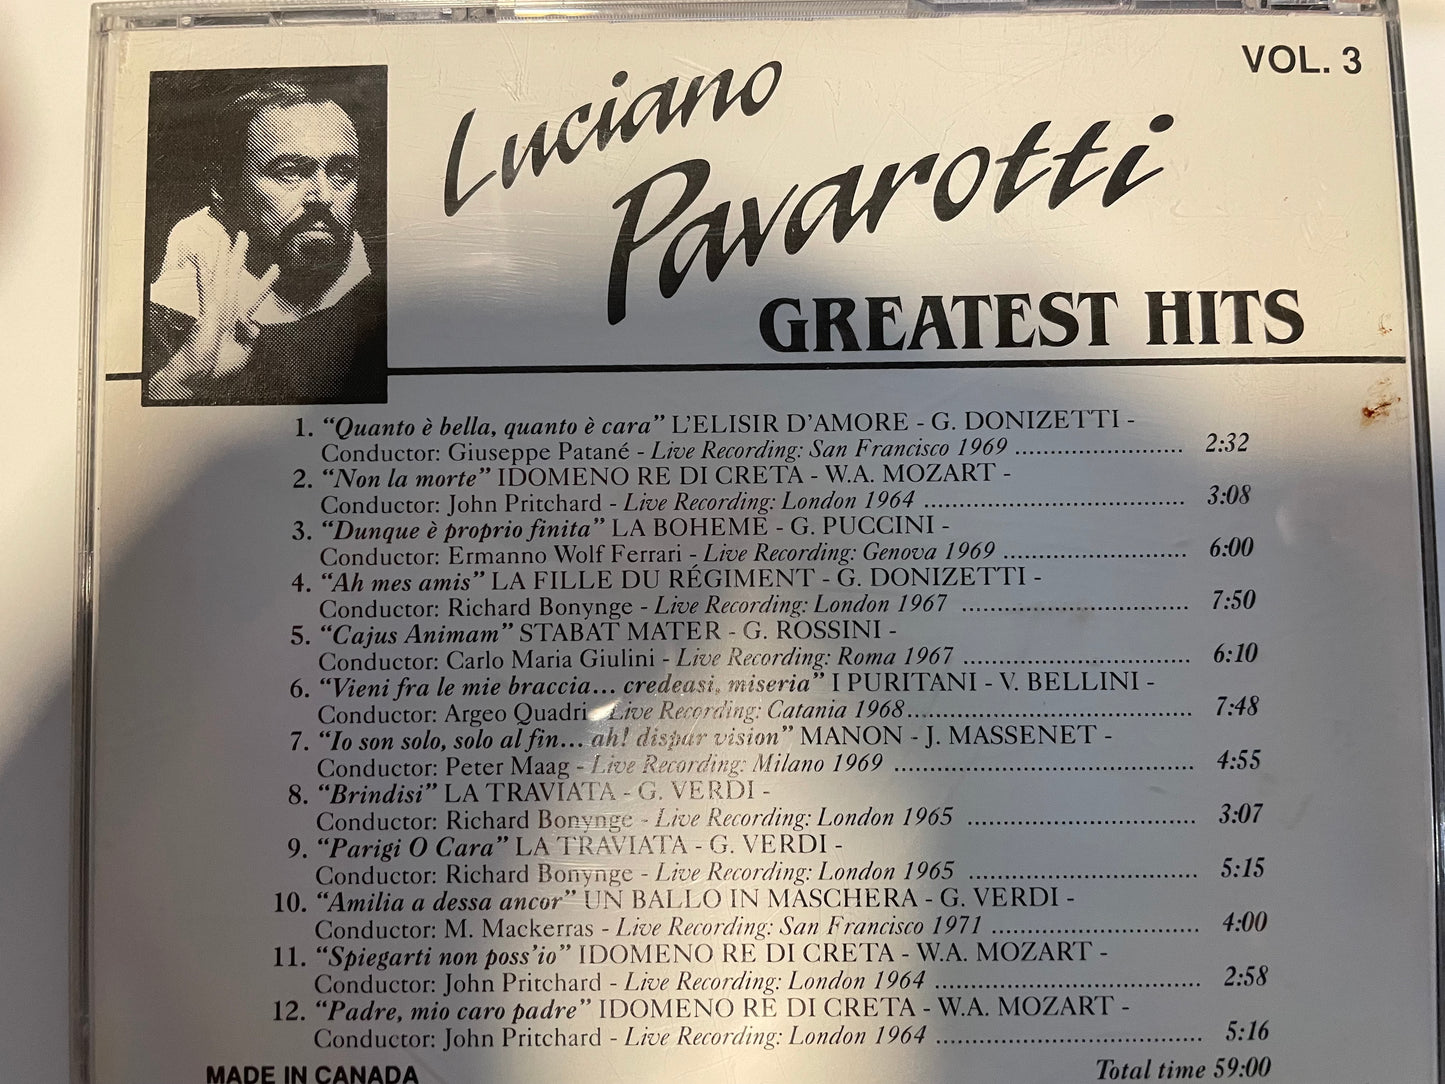 VOL. 3
Luciano
Pavarotti
GREATEST HITS
1. “Quanto è bella, quanto è cara” L’ELISIR D’AMORE - G. DONIZETTI -
Conductor: Giuseppe Patané - Live Recording: San Francisco 1969 ........................ 2:32
2. “Non la morte” IDOMENO RE DI CRETA - W.A. MOZART -
Conductor: John Pritchard - Live Recording: London 1964 ..................................... 3:08
3. “Dunque è proprio finita” LA BOHEME - G. PUCCINI -
Conductor: Ermanno Wolf Ferrari - Live Recording: Genova 1969 .......................... 6:00
4. “Ah mes amis” LA FILLE DU RÉGIMENT - G. DONIZETTI -
Conductor: Richard Bonynge - Live Recording: London 1967 ................................ 7:50
5. “Cajus Animam” STABAT MATER - G. ROSSINI -
Conductor: Carlo Maria Giulini - Live Recording: Roma 1967 ................................ 6:10
6. “Vieni fra le mie braccia... credeasi, miseria” I PURITANI - V. BELLINI -
Conductor: Argeo Quadri - Live Recording: Catania 1968........................................ 7:48
7. “Io son solo, solo al fin... ah! dispar vision” MANON - J. MASSENET -
Conductor: Peter Maag - Live Recording: Milano 1969 .......................................... 4:55
8. “Brindisi” LA TRAVIATA - G. VERDI -
Conductor: Richard Bonynge - Live Recording: London 1965 ................................ 3:07
9. “Parigi O Cara” LA TRAVIATA - G. VERDI -
Conductor: Richard Bonynge - Live Recording: London 1965 ................................ 5:15
10. “Amilia a dessa ancor” UN BALLO IN MASCHERA - G. VERDI -
Conductor: M. Mackerras - Live Recording: San Francisco 1971 ............................. 4:00
11. “Spiegarti non poss’io” IDOMENO RE DI CRETA - W.A. MOZART -
Conductor: John Pritchard - Live Recording: London 1964 ..................................... 2:58
12. “Padre, mio caro padre” IDOMENO RE DI CRETA - W.A. MOZART -
Conductor: John Pritchard - Live Recording: London 1964 ..................................... 5:16
MADE IN CANADA
Total time 59:00